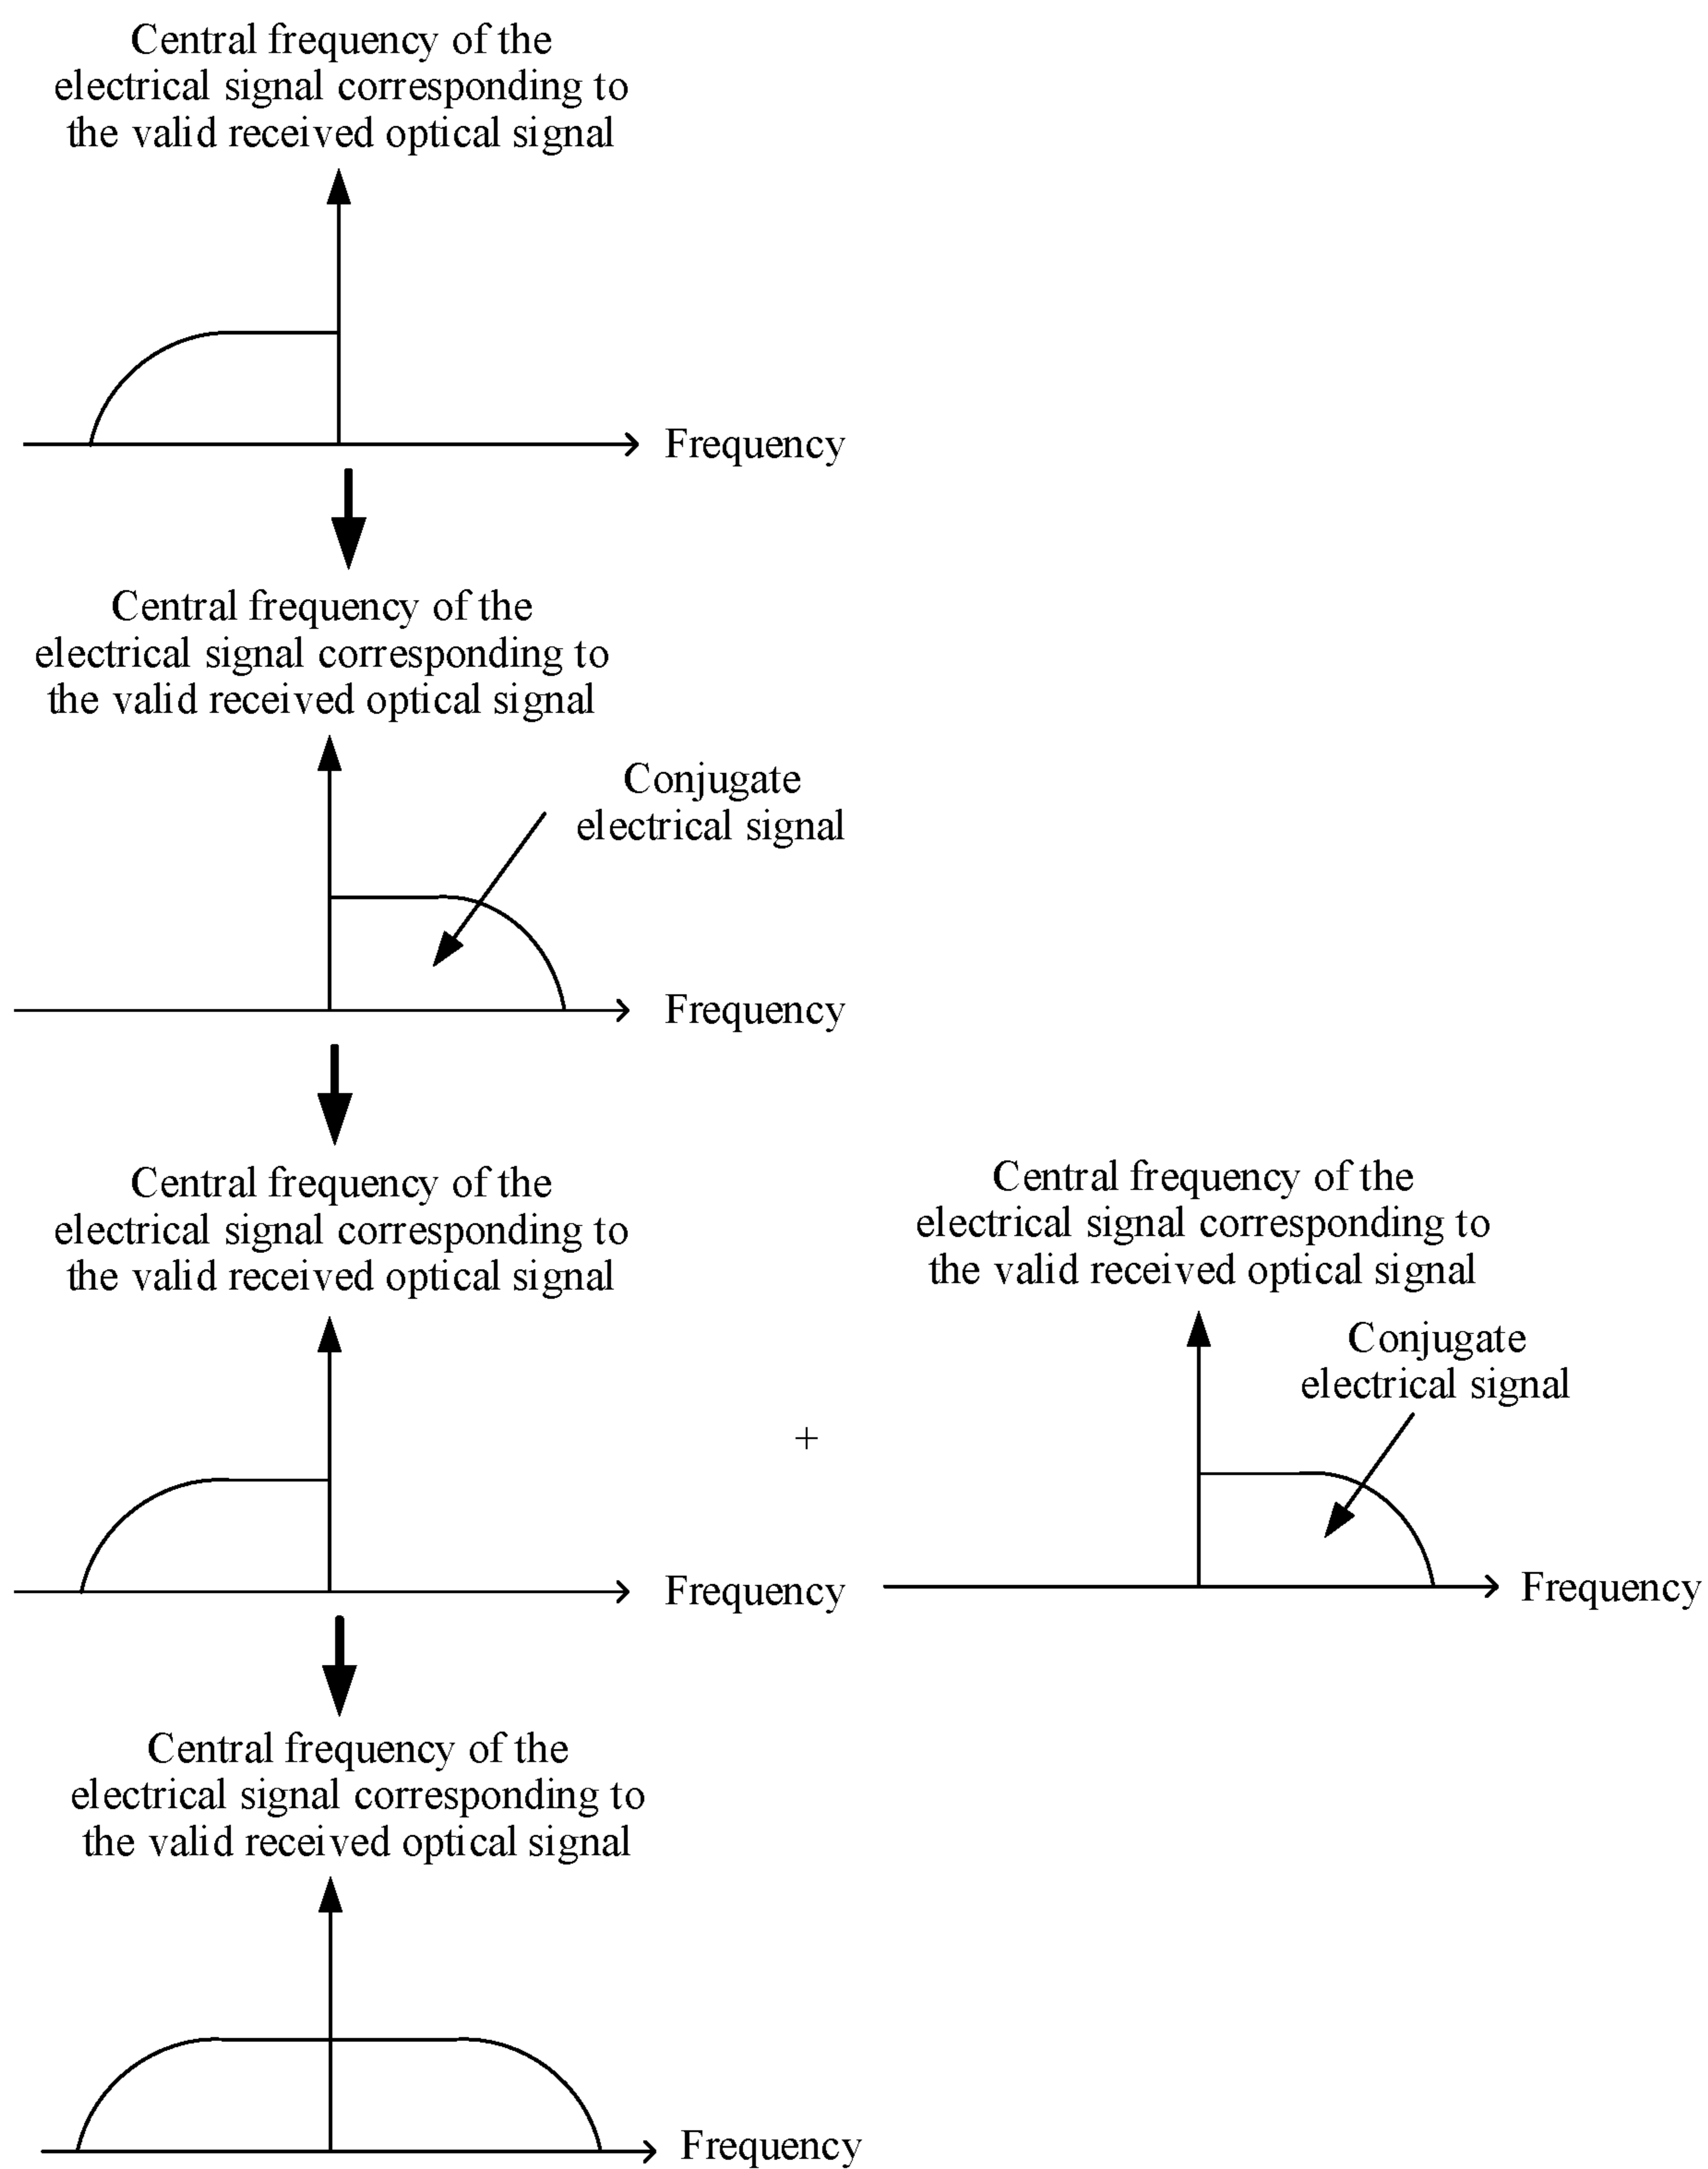 Central frequency of the
electrical signal corresponding to
the valid received optical signal
Frequency
Central frequency of the
electrical signal corresponding to
the valid received optical signal
Conjugate
electrical signal
Frequency
Central frequency of the
electrical signal corresponding to
the valid received optical signal
Frequency
+
Central frequency of the
electrical signal corresponding to
the valid received optical signal
Conjugate
electrical signal
Frequency
Central frequency of the
electrical signal corresponding to
the valid received optical signal
Frequency